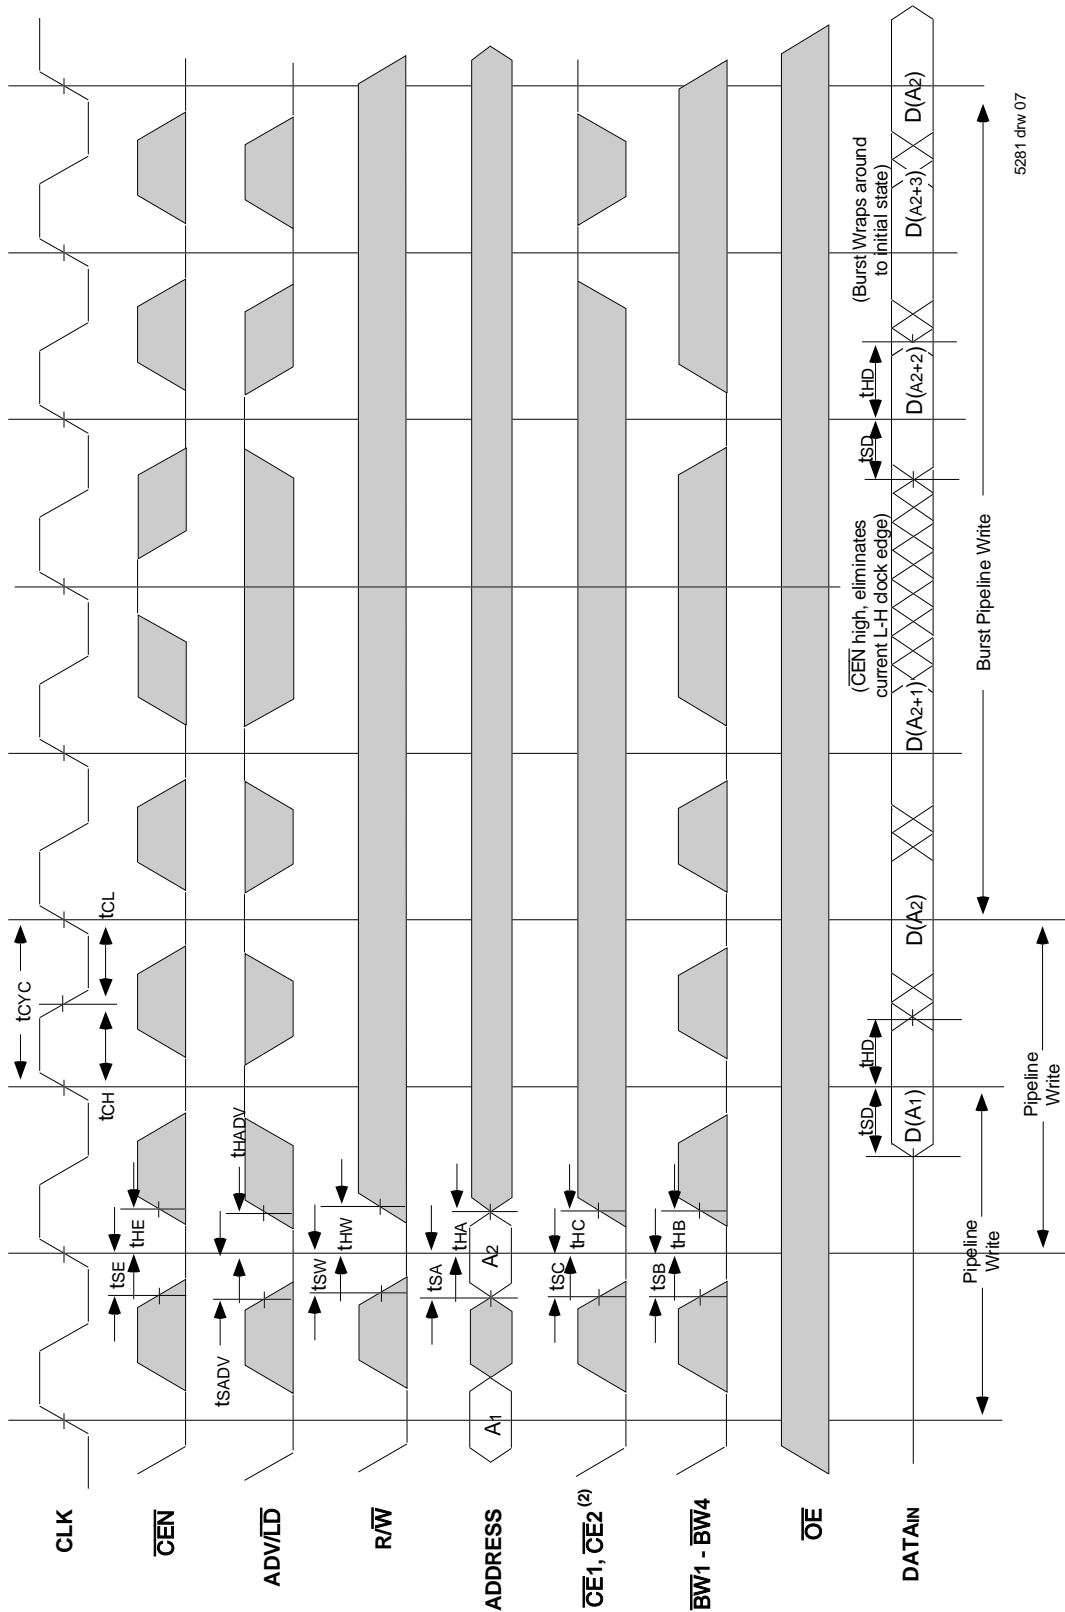 tCYC
tCH
tCL
CLK
tSE
tHE
CEN
tSADV
tHADV
ADV/LD
tSW
tHW
R/W
tSA
tHA
A1
A2
ADDRESS
tSC
tHC
CE1, CE2 (2)
tSB
tHB
BW1 - BW4
OE
(CEN high, eliminates
current L-H clock edge)
(Burst Wraps around
to initial state)
tSD
tHD
tSD
tHD
DATAIN
D(A1)
D(A2)
D(A2+1)
D(A2+2)
D(A2+3)
D(A2)
Pipeline
Write
Burst Pipeline Write
Pipeline
Write
5281 drw 07